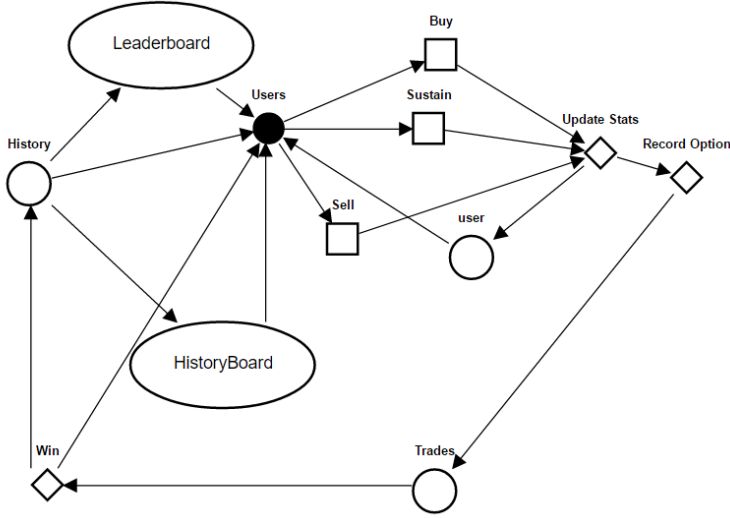 Buy
Leaderboard
Users
Sustain
Update Stats
History
Record Option
Sell
user
HistoryBoard
Win
Trades